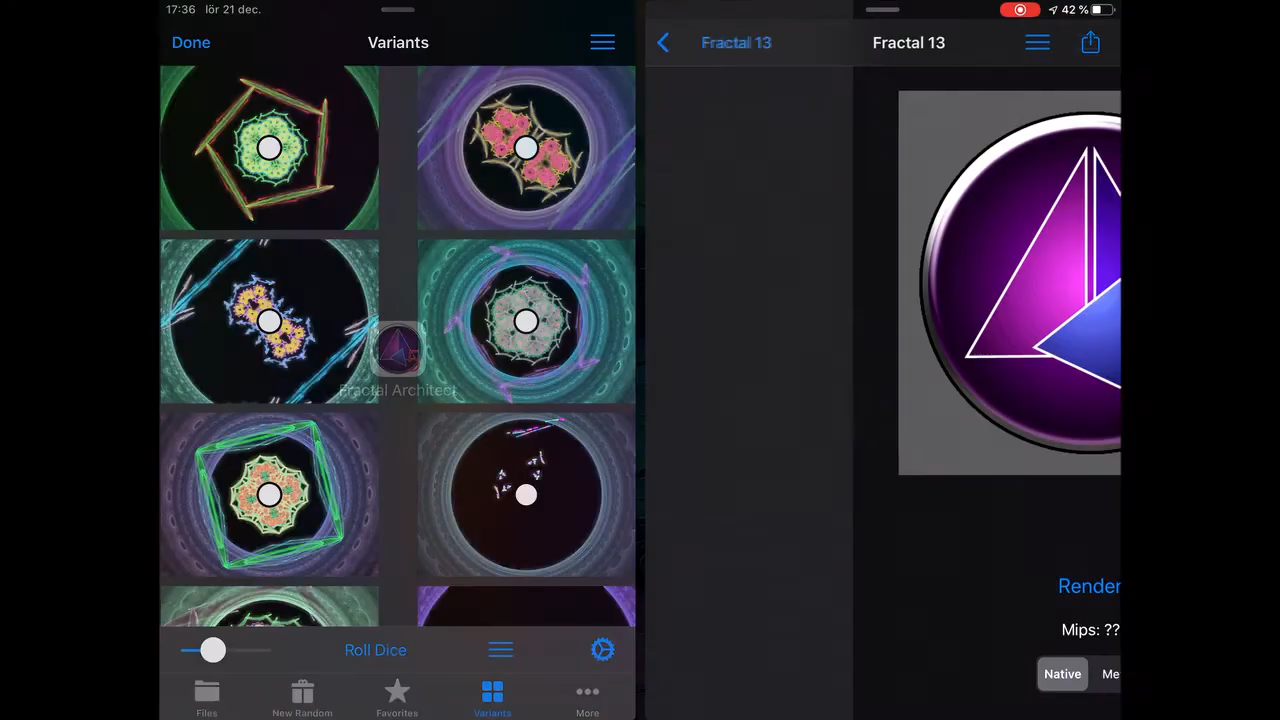 17:36 lör 21 dec.
Done
Variants
Fractal Architect
Roll Dice
Files
New Random
Favorites
Variants
More
42 %
Fractal 13
Fractal 13
Render
Mips: ??
Native
Me